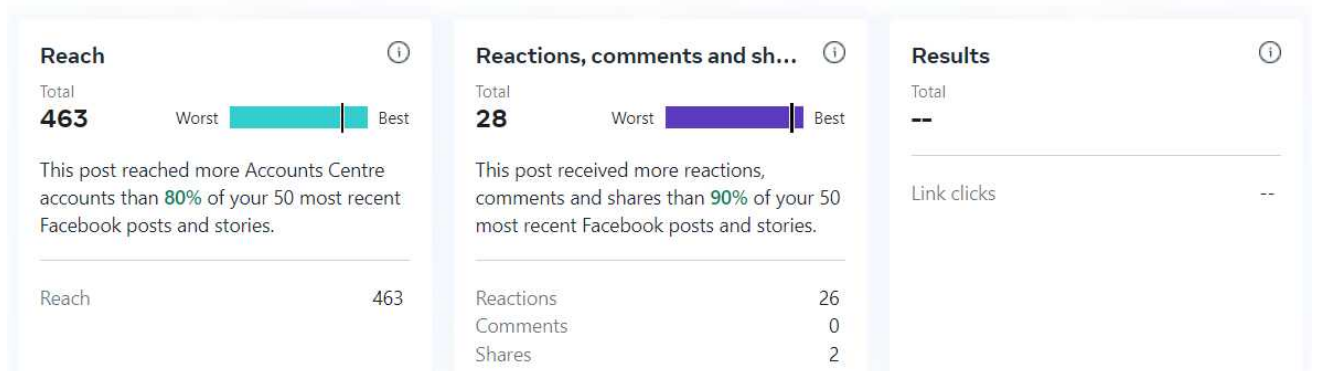 Reach
Total
463
Worst
Best
This post reached more Accounts Centre
accounts than 80% of your 50 most recent
Facebook posts and stories.
Reach 463
Reactions, comments and sh...
Total
28
Worst
Best
This post received more reactions,
comments and shares than 90% of your 50
most recent Facebook posts and stories.
Reactions 26
Comments 0
Shares 2
Results
Total
--
Link clicks --